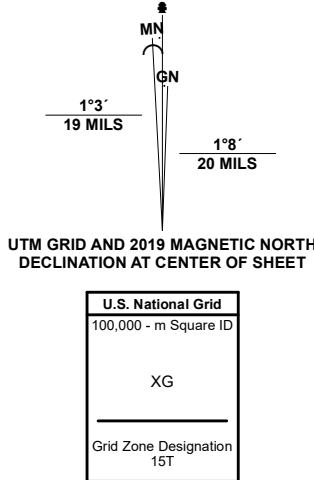 MN
GN
1°3´
19 MILS
1°8´
20 MILS
UTM GRID AND 2019 MAGNETIC NORTH
DECLINATION AT CENTER OF SHEET
U.S. National Grid
100,000 - m Square ID
XG
Grid Zone Designation
15T